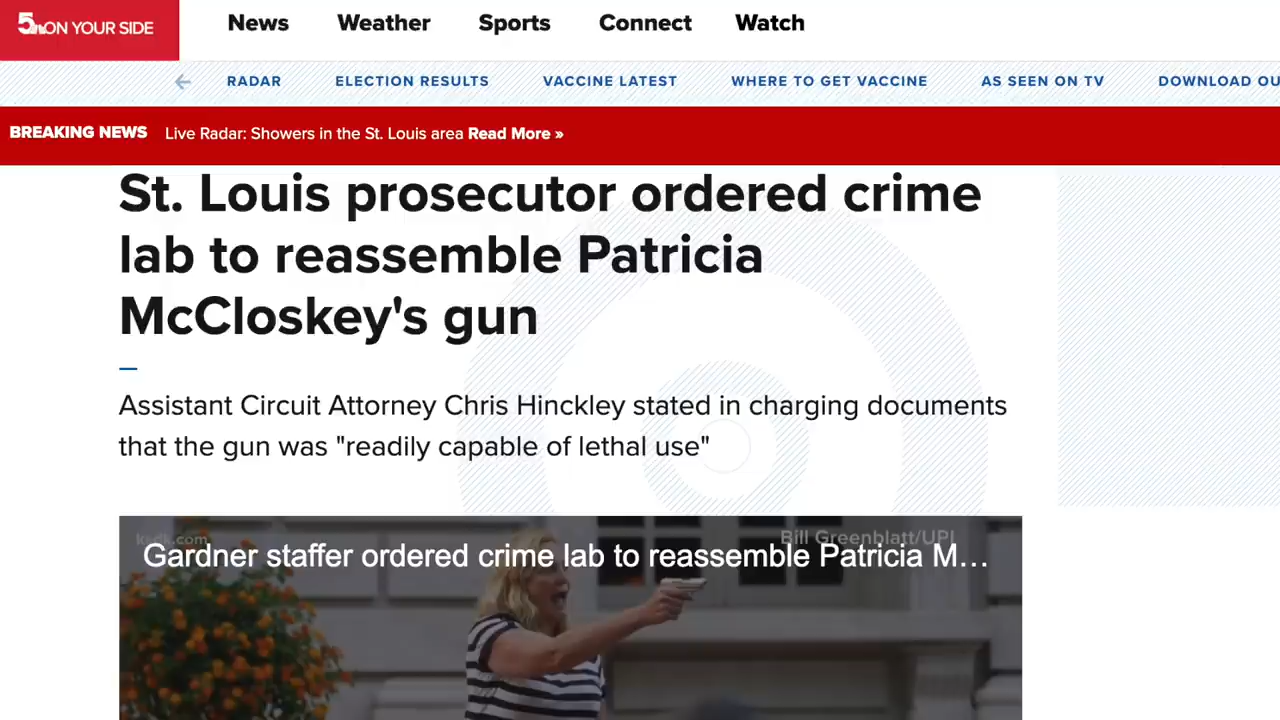 5 ON YOUR SIDE
News Weather Sports Connect Watch
RADAR ELECTION RESULTS VACCINE LATEST WHERE TO GET VACCINE AS SEEN ON TV DOWNLOAD OU
BREAKING NEWS Live Radar: Showers in the St. Louis area Read More »
St. Louis prosecutor ordered crime
lab to reassemble Patricia
McCloskey's gun
Assistant Circuit Attorney Chris Hinckley stated in charging documents
that the gun was "readily capable of lethal use"
ksdk.com
Bill Greenblatt/UPI
Gardner staffer ordered crime lab to reassemble Patricia M...